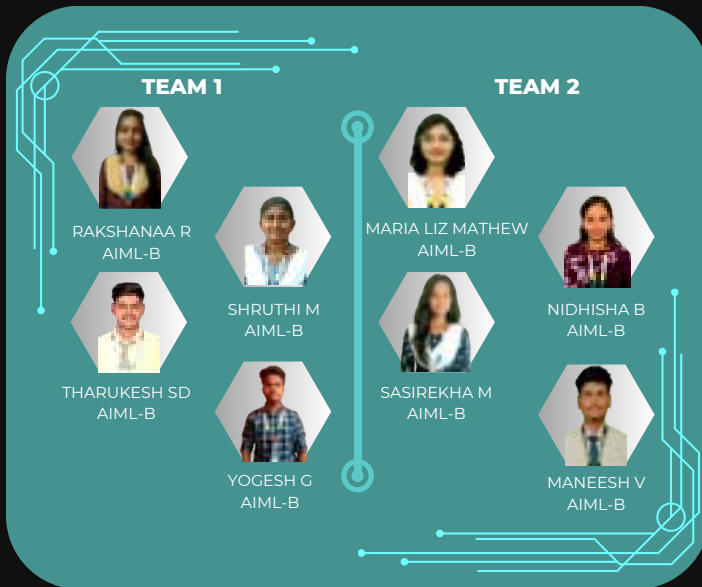 TEAM 1
RAKSHANAA R
AIML-B
SHRUTHI M
AIML-B
THARUKESH SD
AIML-B
YOGESH G
AIML-B
TEAM 2
MARIA LIZ MATHEW
AIML-B
NIDHISHA B
AIML-B
SASIREKHA M
AIML-B
MANEESH V
AIML-B